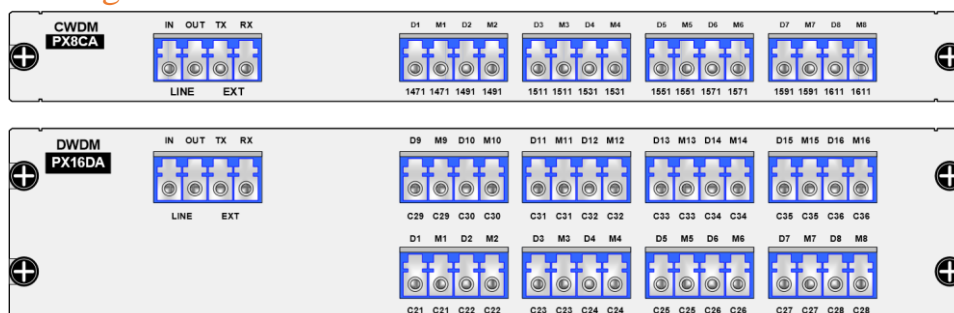 CWDM
PX8CA
IN OUT TX RX
LINE EXT
D1 M1 D2 M2 D3 M3 D4 M4 D5 M5 D6 M6 D7 M7 D8 M8
1471 1471 1491 1491 1511 1511 1531 1531 1551 1551 1571 1571 1591 1591 1611 1611
DWDM
PX16DA
IN OUT TX RX
LINE EXT
D9 M9 D10 M10 D11 M11 D12 M12 D13 M13 D14 M14 D15 M15 D16 M16
C29 C29 C30 C30 C31 C31 C32 C32 C33 C33 C34 C34 C35 C35 C36 C36
D1 M1 D2 M2 D3 M3 D4 M4 D5 M5 D6 M6 D7 M7 D8 M8
C21 C21 C22 C22 C23 C23 C24 C24 C25 C25 C26 C26 C27 C27 C28 C28